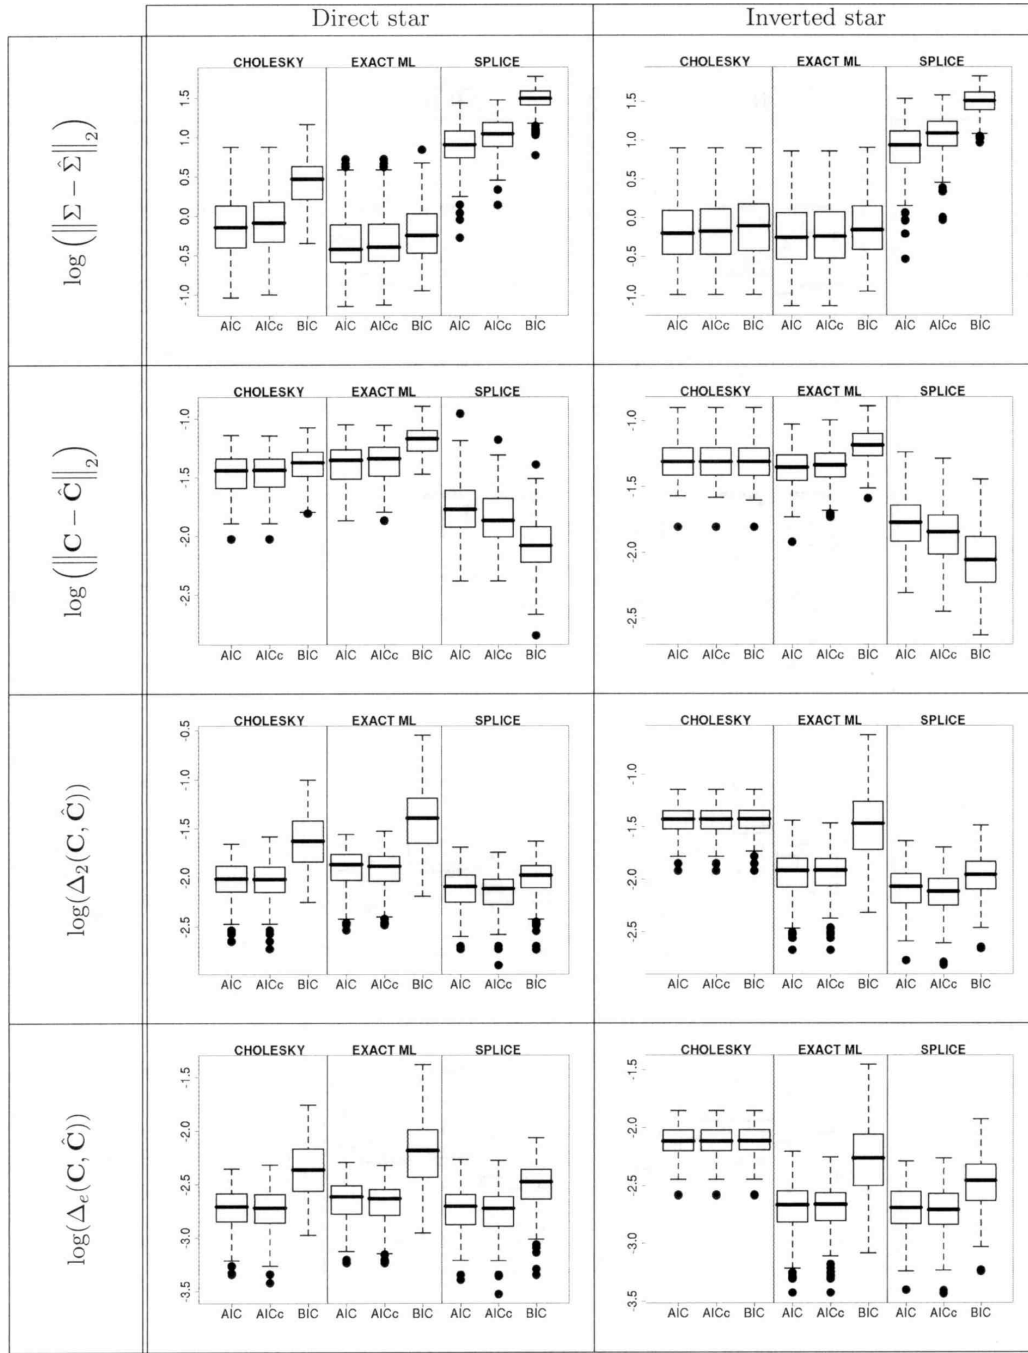 Direct star
Inverted star
log (‖Σ − Σ̂‖₂)
CHOLESKY EXACT ML SPLICE
1.5
1.0
0.5
0.0
-0.5
-1.0
AIC AICc BIC AIC AICc BIC AIC AICc BIC
CHOLESKY EXACT ML SPLICE
1.5
1.0
0.5
0.0
-0.5
-1.0
AIC AICc BIC AIC AICc BIC AIC AICc BIC
log (‖C − Ĉ‖₂)
CHOLESKY EXACT ML SPLICE
-1.0
-1.5
-2.0
-2.5
AIC AICc BIC AIC AICc BIC AIC AICc BIC
CHOLESKY EXACT ML SPLICE
-1.0
-1.5
-2.0
-2.5
AIC AICc BIC AIC AICc BIC AIC AICc BIC
log(Δ₂(C, Ĉ))
CHOLESKY EXACT ML SPLICE
-0.5
-1.0
-1.5
-2.0
-2.5
AIC AICc BIC AIC AICc BIC AIC AICc BIC
CHOLESKY EXACT ML SPLICE
-1.0
-1.5
-2.0
-2.5
AIC AICc BIC AIC AICc BIC AIC AICc BIC
log(Δₑ(C, Ĉ))
CHOLESKY EXACT ML SPLICE
-1.5
-2.0
-2.5
-3.0
-3.5
AIC AICc BIC AIC AICc BIC AIC AICc BIC
CHOLESKY EXACT ML SPLICE
-1.5
-2.0
-2.5
-3.0
-3.5
AIC AICc BIC AIC AICc BIC AIC AICc BIC